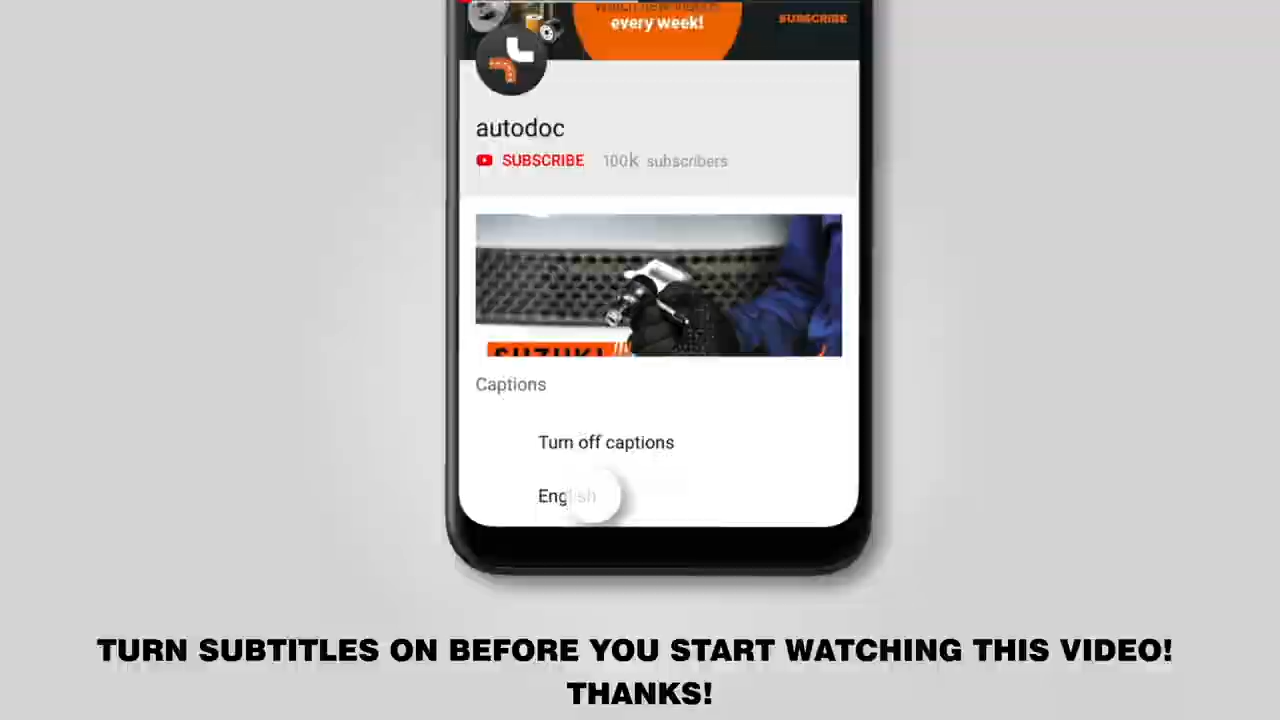 every week!
SUBSCRIBE
autodoc
SUBSCRIBE 100k subscribers
SUZUKI
Captions
Turn off captions
English
TURN SUBTITLES ON BEFORE YOU START WATCHING THIS VIDEO!
THANKS!